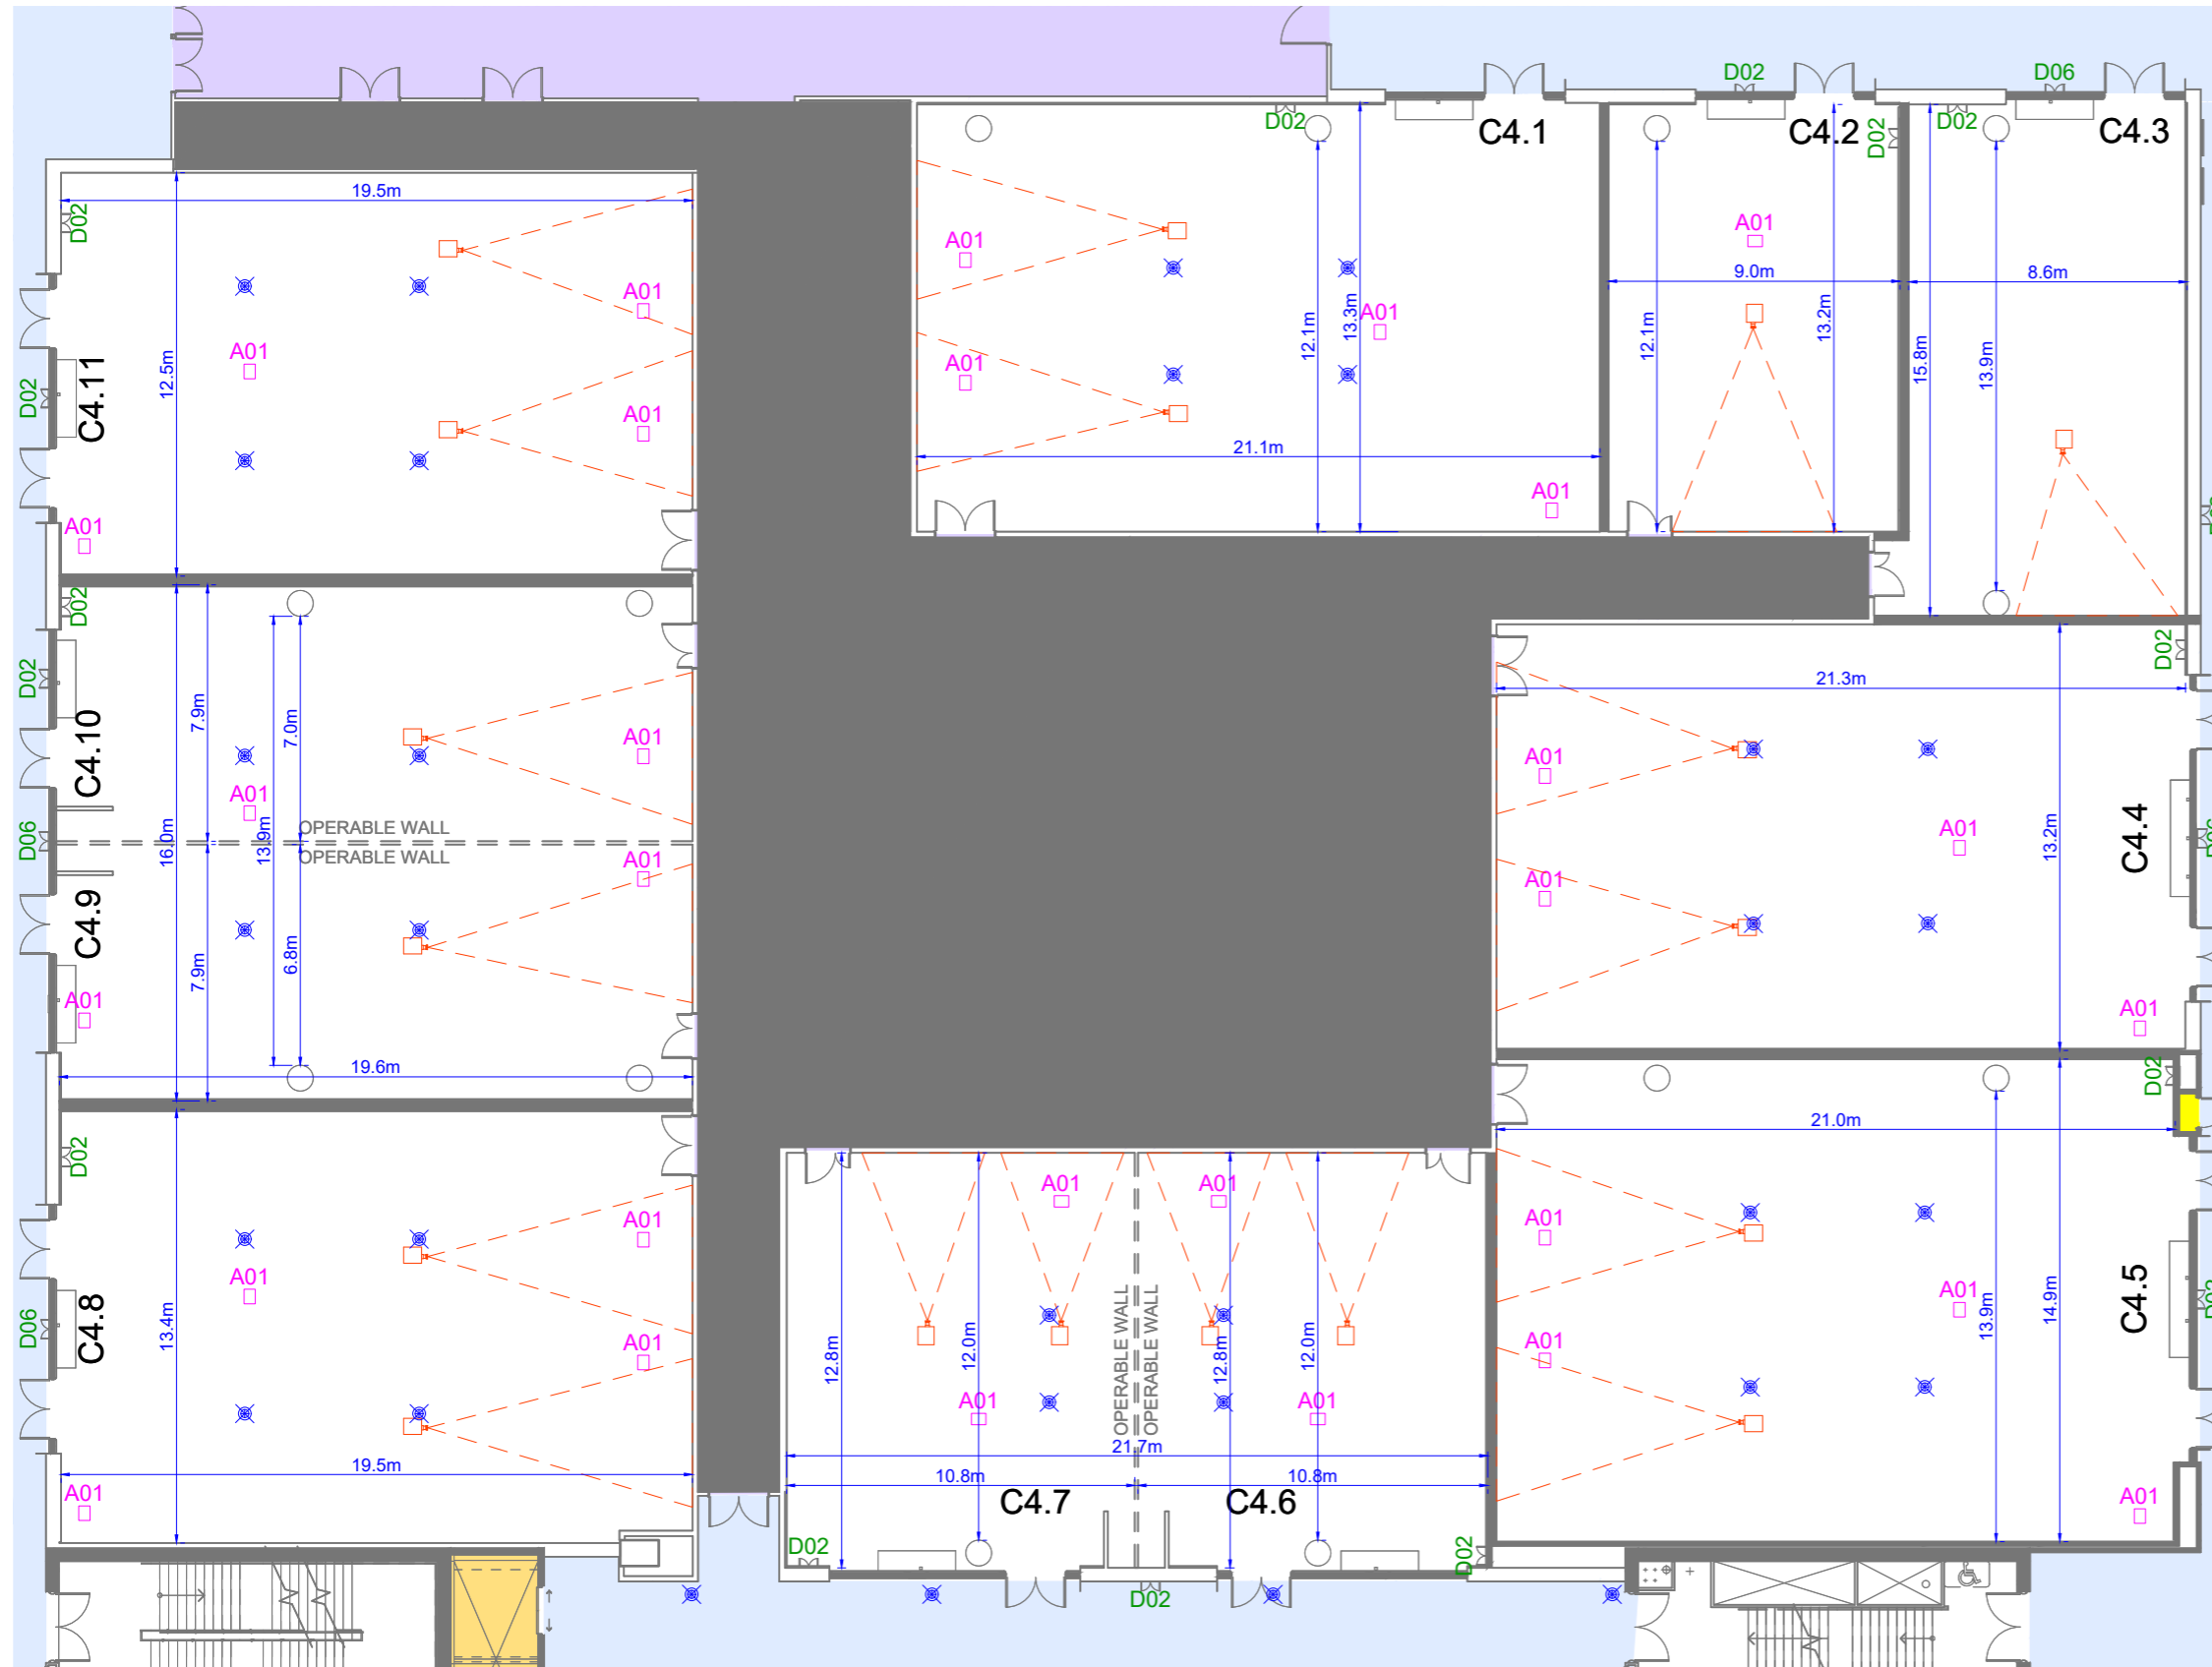 D02
D06
D02
C4.1
D02
C4.2
D02
C4.3
19.5m
D02
A01
12.5m
A01
A01
A01
D02
C4.11
A01
A01
A01
A01
12.1m
13.3m
21.1m
A01
A01
9.0m
12.1m
13.2m
8.6m
15.8m
13.9m
D02
D02
C4.10
7.9m
7.0m
A01
A01
16.0m
13.9m
OPERABLE WALL
OPERABLE WALL
D06
A01
C4.9
7.9m
6.8m
A01
19.6m
D02
21.3m
A01
A01
A01
13.2m
C4.4
A01
D02
D02
21.0m
A01
A01
A01
13.9m
14.9m
C4.5
A01
D02
A01
A01
A01
D06
C4.8
13.4m
19.5m
A01
A01
A01
12.8m
12.0m
OPERABLE WALL
OPERABLE WALL
12.8m
12.0m
A01
A01
21.7m
10.8m
10.8m
C4.7
C4.6
D02
D02
D02